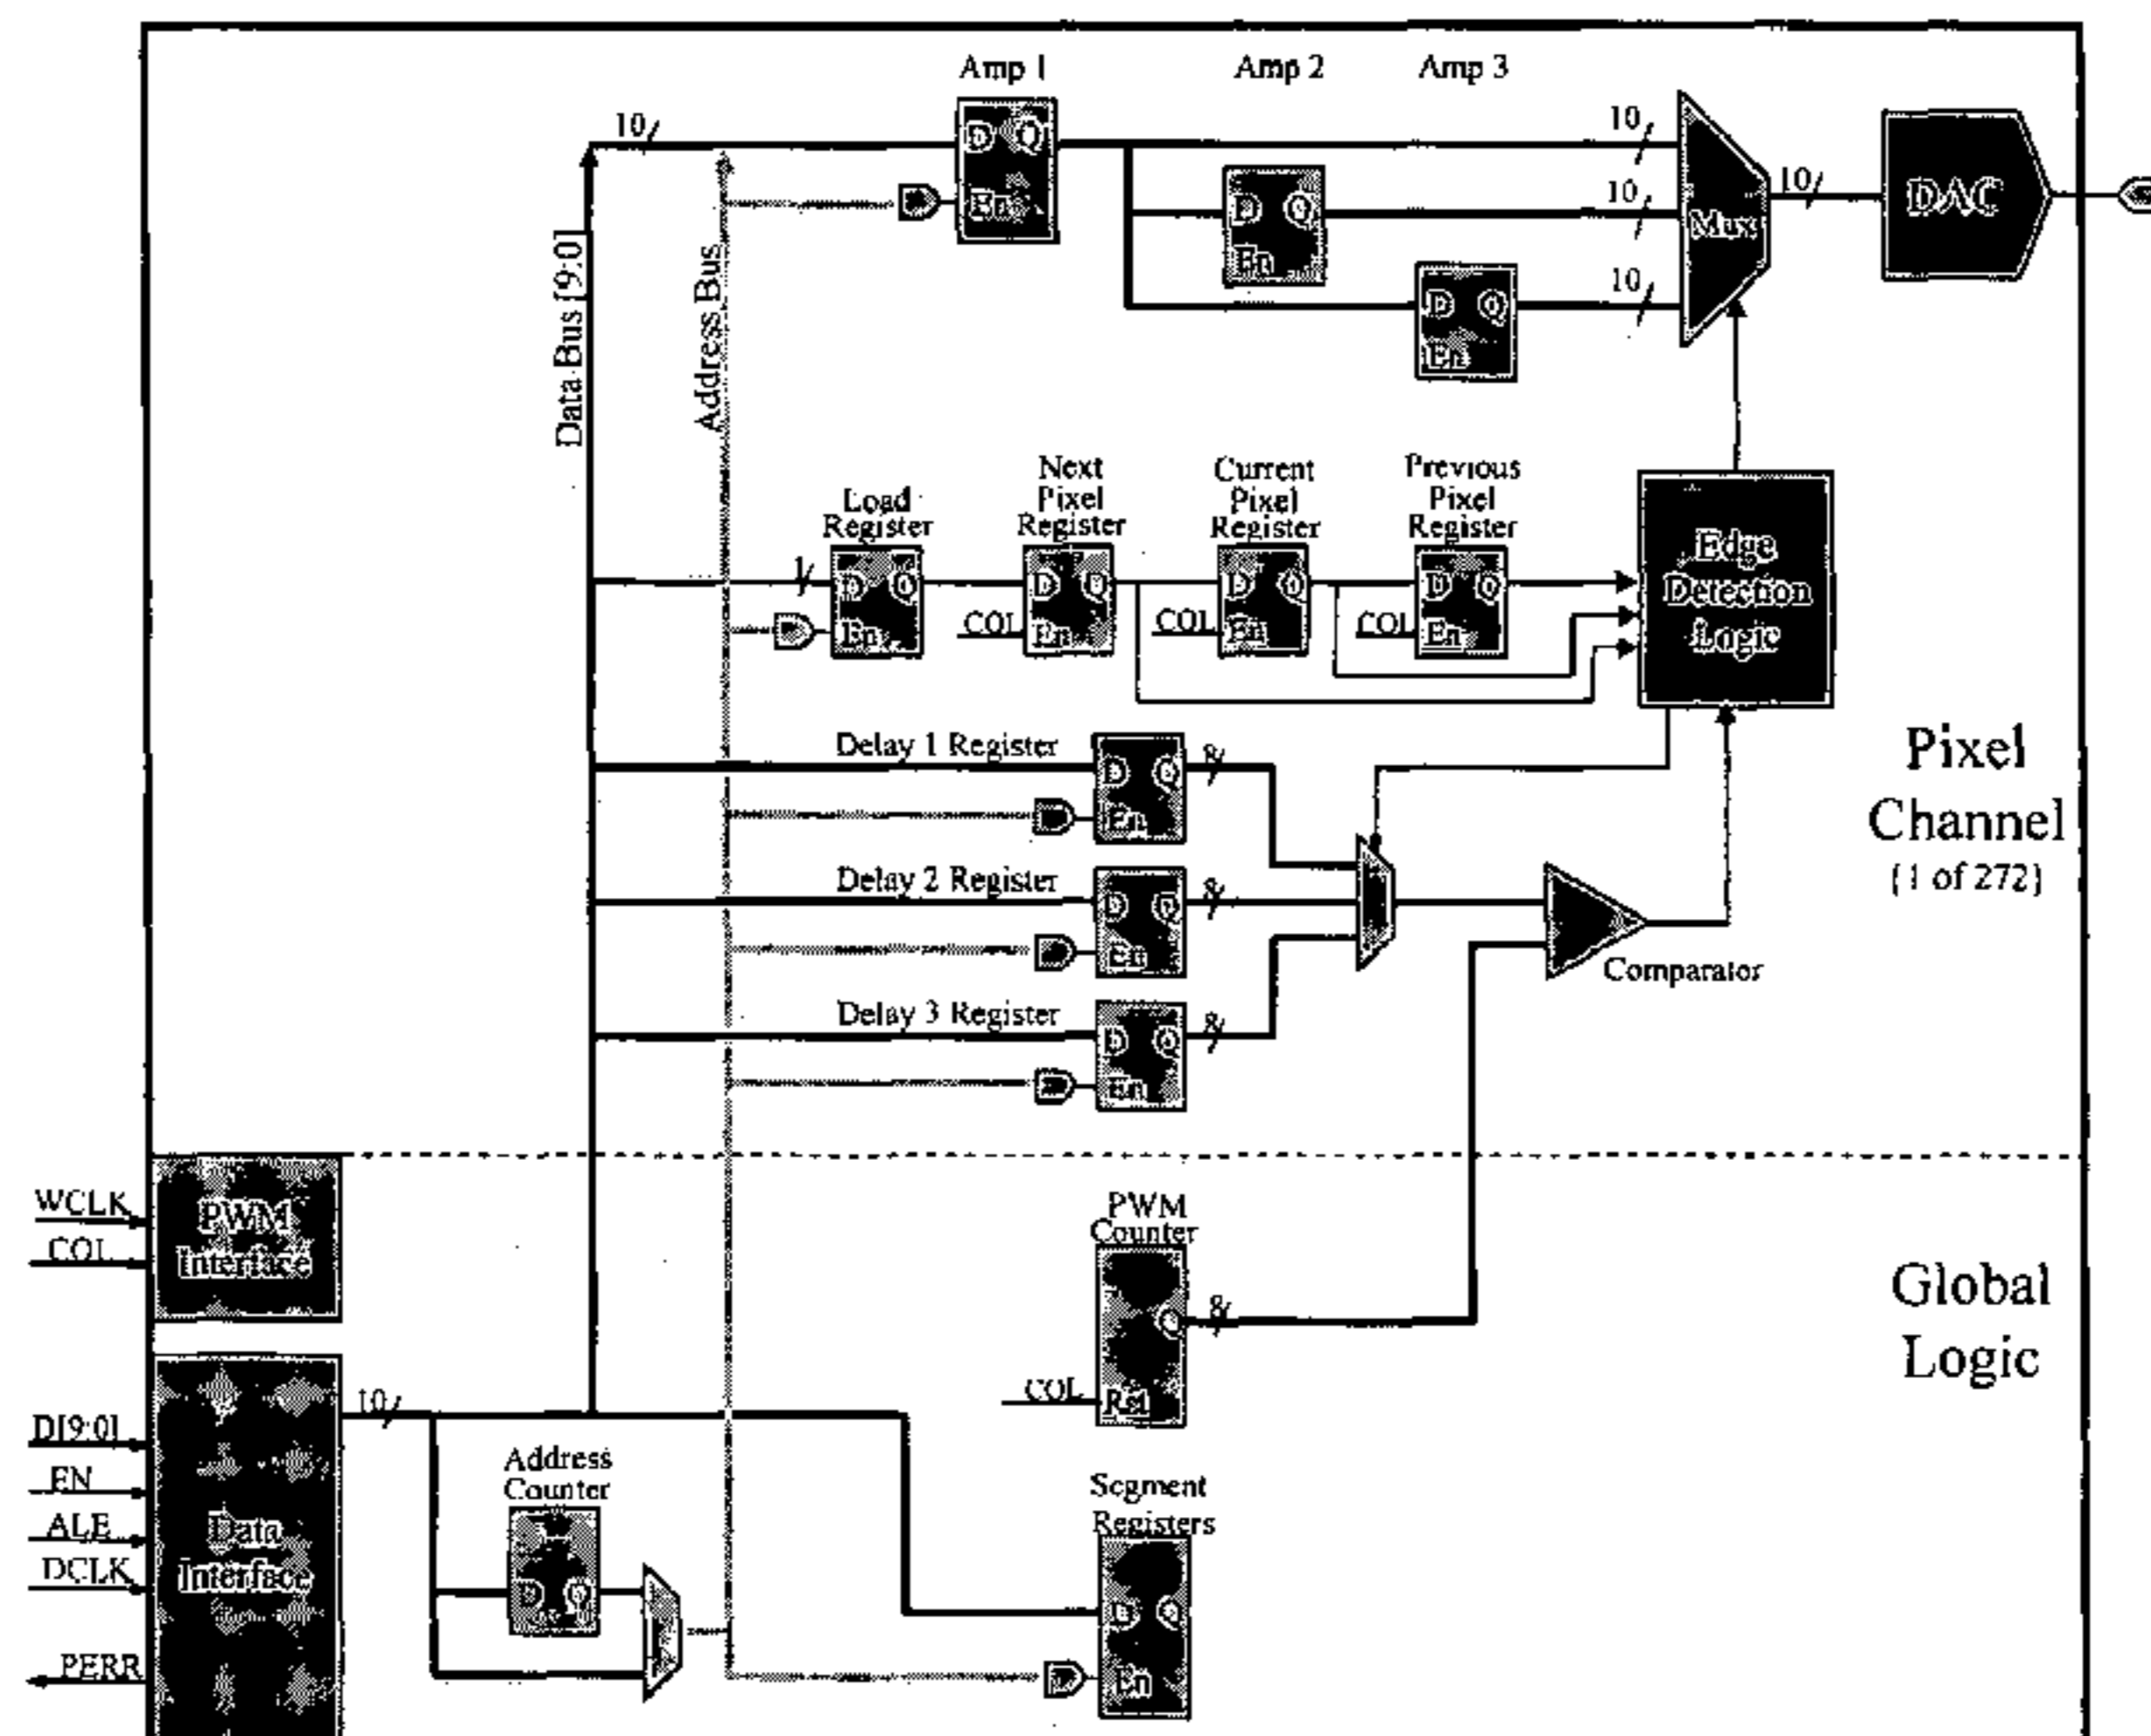 Amp 1
Amp 2
Amp 3
10
D Q
En
10
10
10
D Q
En
D Q
En
Mux
10
DAC
Data Bus [9:0]
Address Bus
Load
Register
Next
Pixel
Register
Current
Pixel
Register
Previous
Pixel
Register
1
D Q
En
COL
D Q
En
COL
D Q
En
COL
D Q
En
Edge
Detection
Logic
Delay 1 Register
D Q
En
8
Delay 2 Register
D Q
En
8
Delay 3 Register
D Q
En
8
Comparator
Pixel
Channel
(1 of 272)
WCLK
COL
PWM
Interface
PWM
Counter
Q
8
COL
Rst
Global
Logic
D[9:0]
EN
ALE
DCLK
PERR
Data
Interface
10
Address
Counter
D Q
Segment
Registers
D Q
En